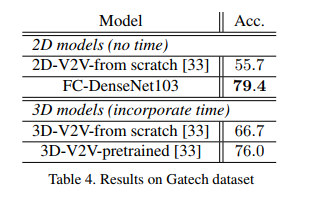 Model Acc.
2D models (no time)
2D-V2V-from scratch [33] 55.7
FC-DenseNet103 79.4
3D models (incorporate time)
3D-V2V-from scratch [33] 66.7
3D-V2V-pretrained [33] 76.0
Table 4. Results on Gatech dataset